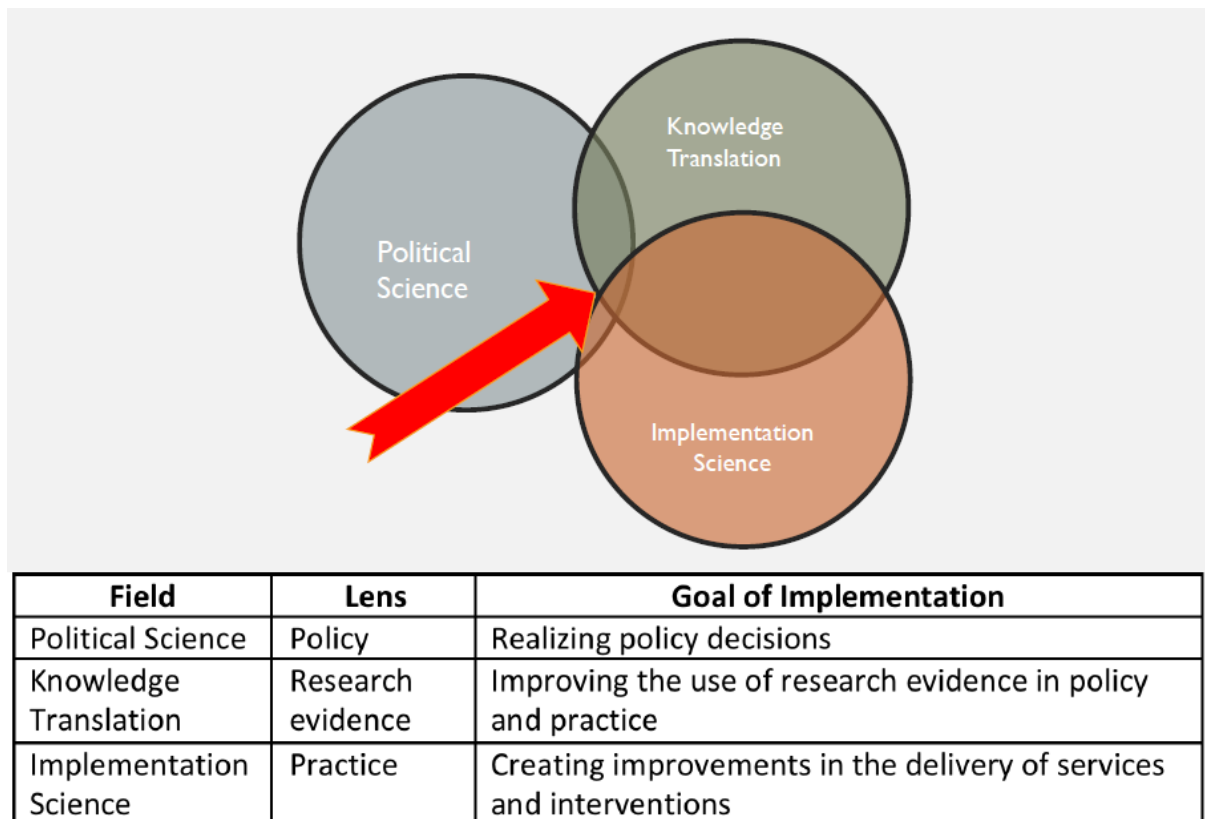 Knowledge
Translation
Political
Science
Implementation
Science
Field Lens Goal of Implementation
Political Science Policy Realizing policy decisions
Knowledge Research Improving the use of research evidence in policy
Translation evidence and practice
Implementation Practice Creating improvements in the delivery of services
Science and interventions